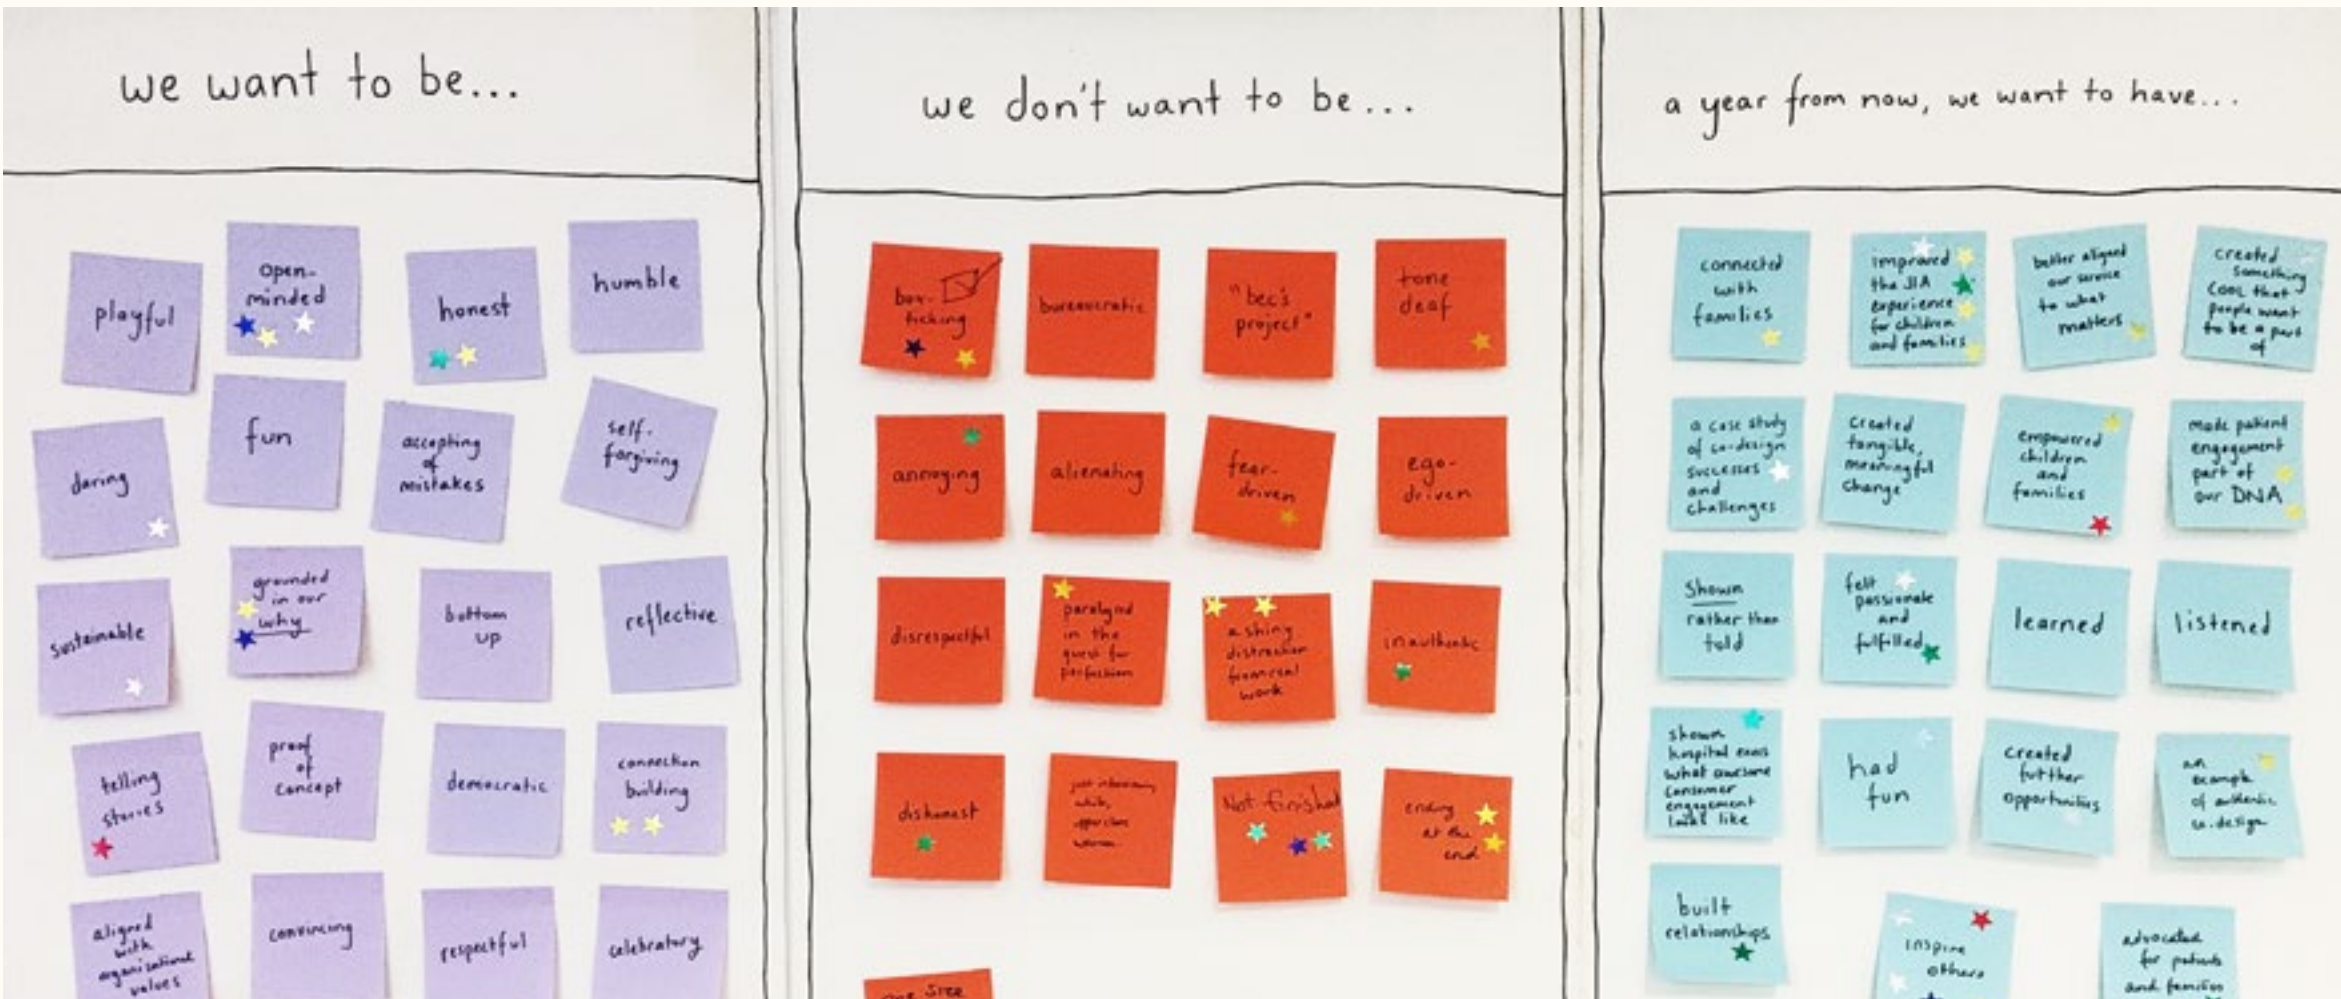 we want to be...
playful
open-
minded
honest
humble
daring
fun
accepting
of
mistakes
self-
forgiving
sustainable
grounded
in our
why
bottom
up
reflective
telling
stories
proof
of
concept
democratic
connection
building
aligned
with
organisational
values
convincing
respectful
celebratory
we don't want to be...
box-
ticking
bureaucratic
"bec's
project"
tone
deaf
annoying
alienating
fear-
driven
ego-
driven
disrespectful
paralysed
in the
quest for
perfection
a shiny
distraction
from real
work
inauthentic
dishonest
just interviewing
white,
upper class
women
Not finished
ending
at the
end
one size
a year from now, we want to have...
connected
with
families
improved
the JIA
experience
for children
and families
better aligned
our service
to what
matters
created
something
cool that
people want
to be a part
of
a case study
of co-design
successes
and
challenges
created
tangible,
meaningful
change
empowered
children
and
families
made patient
engagement
part of
our DNA
shown
rather than
told
felt
passionate
and
fulfilled
learned
listened
shown
hospital execs
what awesome
consumer
engagement
looks like
had
fun
created
further
opportunities
an
example
of authentic
co-design
built
relationships
inspire
others
advocated
for patients
and families